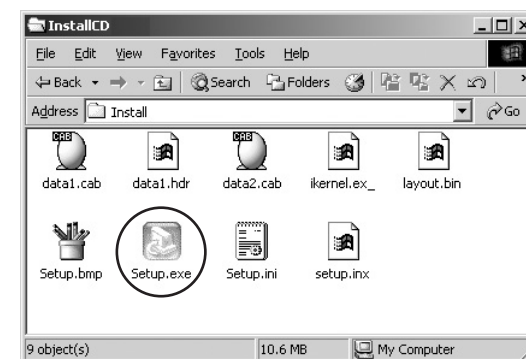 InstallCD
File Edit View Favorites Tools Help
Back Search Folders
Address Install Go
CAB CAB
data1.cab data1.hdr data2.cab ikernel.ex_ layout.bin
Setup.bmp Setup.exe Setup.ini setup.inx
9 object(s) 10.6 MB My Computer